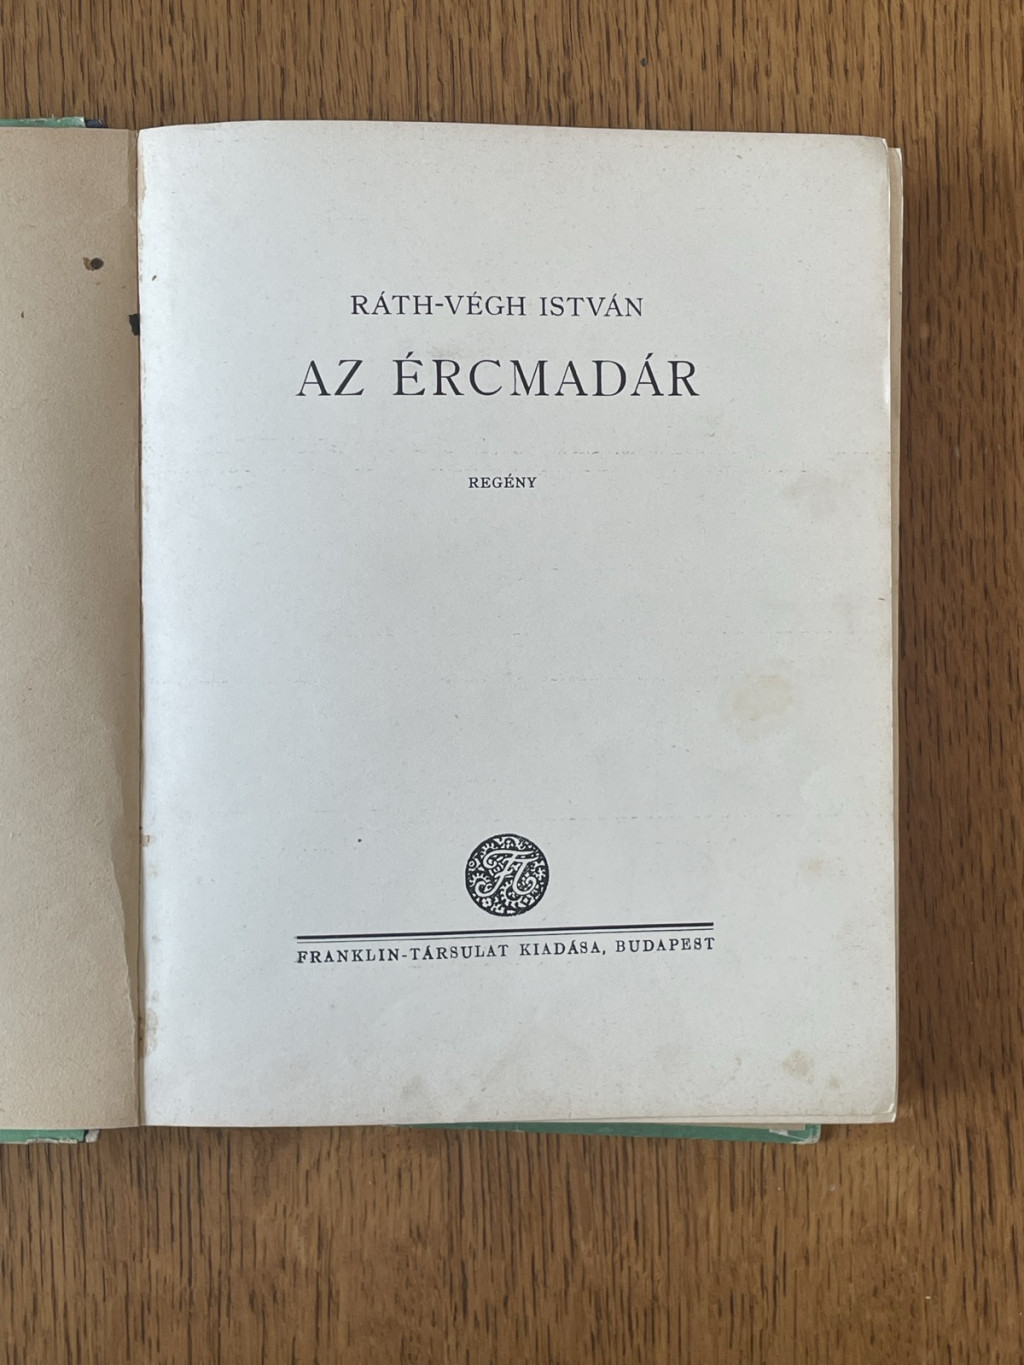 RÁTH-VÉGH ISTVÁN
AZ ÉRCMADÁR
REGÉNY
FRANKLIN-TÁRSULAT KIADÁSA, BUDAPEST